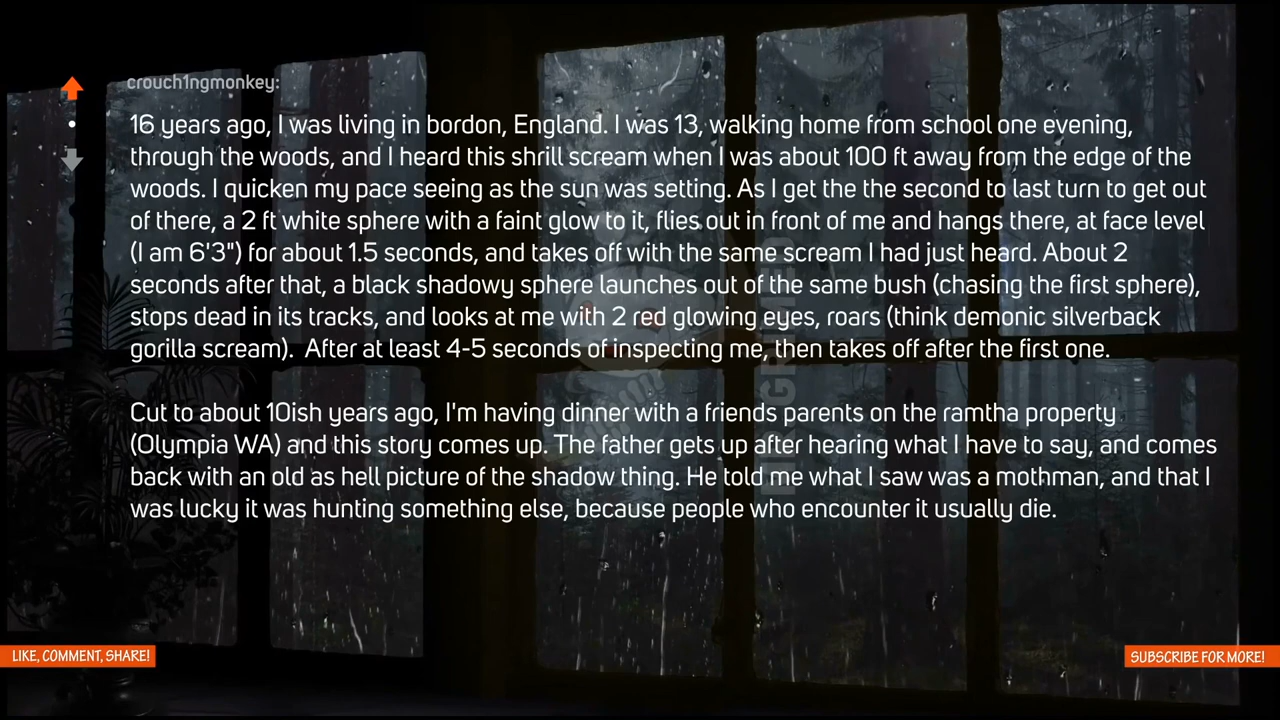 crouch1ngmonkey:
16 years ago, I was living in bordon, England. I was 13, walking home from school one evening,
through the woods, and I heard this shrill scream when I was about 100 ft away from the edge of the
woods. I quicken my pace seeing as the sun was setting. As I get the the second to last turn to get out
of there, a 2 ft white sphere with a faint glow to it, flies out in front of me and hangs there, at face level
(I am 6'3") for about 1.5 seconds, and takes off with the same scream I had just heard. About 2
seconds after that, a black shadowy sphere launches out of the same bush (chasing the first sphere),
stops dead in its tracks, and looks at me with 2 red glowing eyes, roars (think demonic silverback
gorilla scream).  After at least 4-5 seconds of inspecting me, then takes off after the first one.
Cut to about 10ish years ago, I'm having dinner with a friends parents on the ramtha property
(Olympia WA) and this story comes up. The father gets up after hearing what I have to say, and comes
back with an old as hell picture of the shadow thing. He told me what I saw was a mothman, and that I
was lucky it was hunting something else, because people who encounter it usually die.
LIKE, COMMENT, SHARE!
SUBSCRIBE FOR MORE!